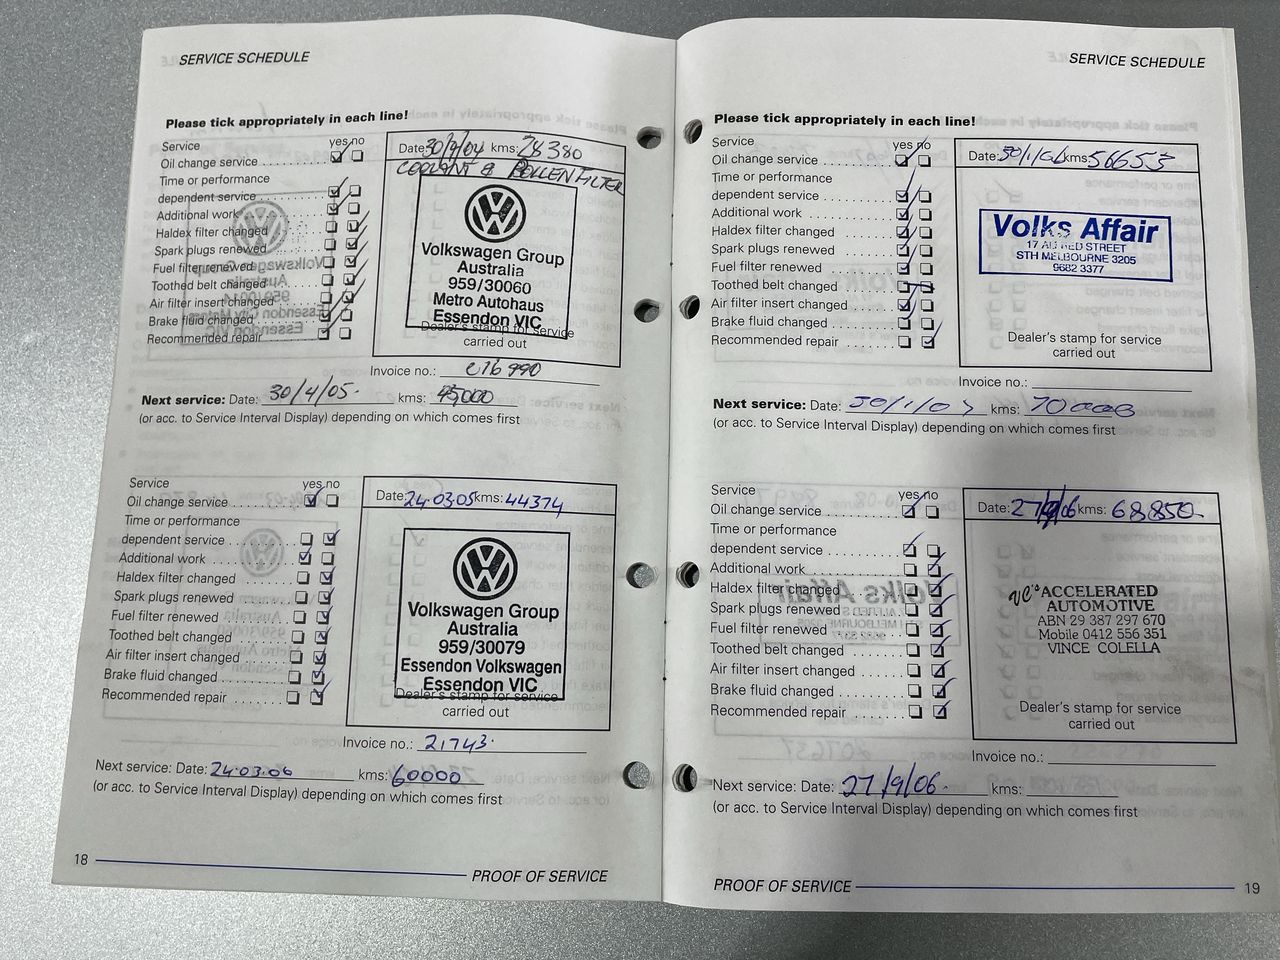 SERVICE SCHEDULE
Please tick appropriately in each line!
Service yes no
Oil change service
Time or performance
dependent service
Additional work
Haldex filter changed
Spark plugs renewed
Fuel filter renewed
Toothed belt changed
Air filter insert changed
Brake fluid changed
Recommended repair
Date: kms: 28380
COOLANT & POLLEN FILTER
Volkswagen Group
Australia
959/30060
Metro Autohaus
Essendon VIC
Dealer's stamp for service
carried out
Invoice no.: C16990
Next service: Date: 30/4/05. kms: 45000
(or acc. to Service Interval Display) depending on which comes first
Service yes no
Oil change service
Time or performance
dependent service
Additional work
Haldex filter changed
Spark plugs renewed
Fuel filter renewed
Toothed belt changed
Air filter insert changed
Brake fluid changed
Recommended repair
Date: 24.03.05 kms: 44374
Volkswagen Group
Australia
959/30079
Essendon Volkswagen
Essendon VIC
Dealer's stamp for service
carried out
Invoice no.: 21743.
Next service: Date: 24.03.06 kms: 60000
(or acc. to Service Interval Display) depending on which comes first
18
PROOF OF SERVICE
SERVICE SCHEDULE
Please tick appropriately in each line!
Service yes no
Oil change service
Time or performance
dependent service
Additional work
Haldex filter changed
Spark plugs renewed
Fuel filter renewed
Toothed belt changed
Air filter insert changed
Brake fluid changed
Recommended repair
Date: 30/1/06 kms: 56653
Volks Affair
17 ALFRED STREET
STH MELBOURNE 3205
9682 3377
Dealer's stamp for service
carried out
Invoice no.:
Next service: Date: 30/1/07 kms: 70000
(or acc. to Service Interval Display) depending on which comes first
Service yes no
Oil change service
Time or performance
dependent service
Additional work
Haldex filter changed
Spark plugs renewed
Fuel filter renewed
Toothed belt changed
Air filter insert changed
Brake fluid changed
Recommended repair
Date: kms: 68850
VC's ACCELERATED
AUTOMOTIVE
ABN 29 387 297 670
Mobile 0412 556 351
VINCE COLELLA
Dealer's stamp for service
carried out
Invoice no.:
Next service: Date: 27/9/06. kms:
(or acc. to Service Interval Display) depending on which comes first
PROOF OF SERVICE
19